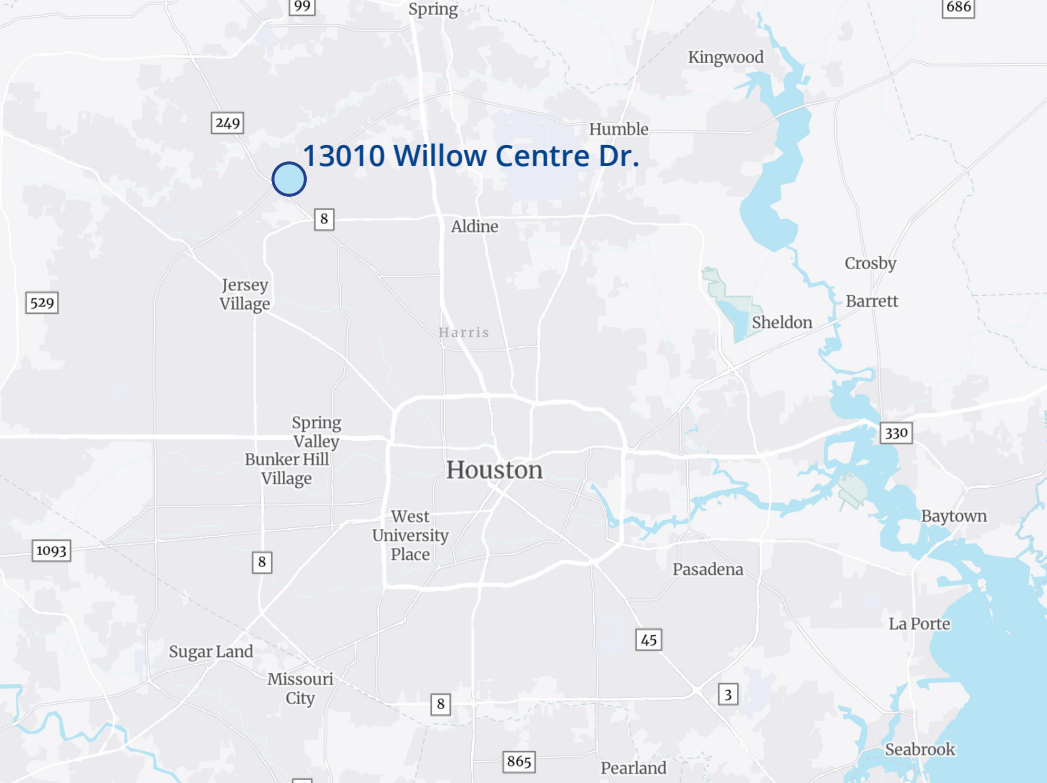 99
Spring
686
Kingwood
249
Humble
13010 Willow Centre Dr.
8
Aldine
Crosby
Jersey
Village
529
Barrett
Sheldon
Harris
Spring
Valley
330
Bunker Hill
Village
Houston
West
University
Place
Baytown
1093
8
Pasadena
La Porte
45
Sugar Land
Missouri
City
3
8
Seabrook
865
Pearland